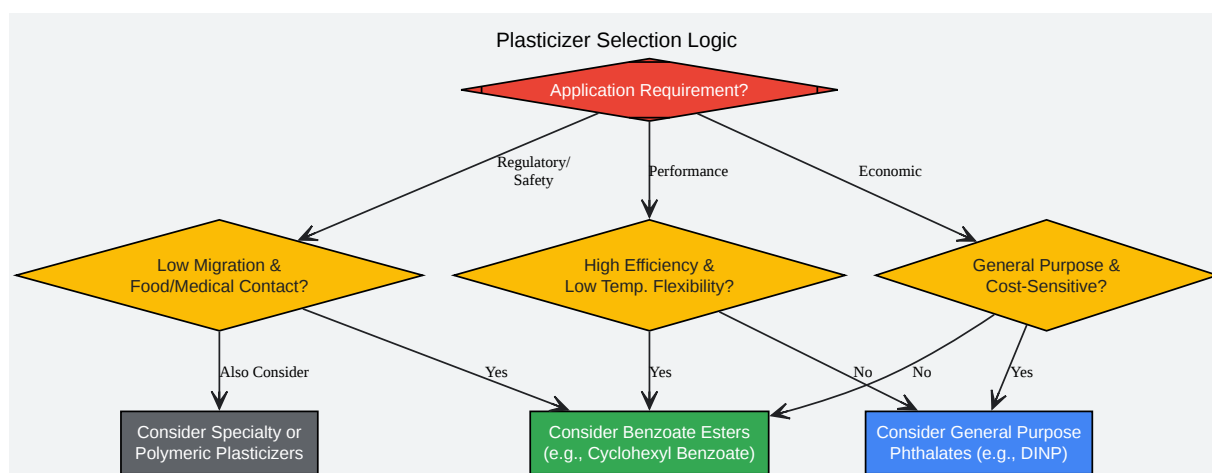 Plasticizer Selection Logic
Application Requirement?
Regulatory/
Safety
Performance
Economic
Low Migration &
Food/Medical Contact?
High Efficiency &
Low Temp. Flexibility?
General Purpose &
Cost-Sensitive?
Also Consider
Yes
Yes
No
No
Yes
Consider Specialty or
Polymeric Plasticizers
Consider Benzoate Esters
(e.g., Cyclohexyl Benzoate)
Consider General Purpose
Phthalates (e.g., DINP)